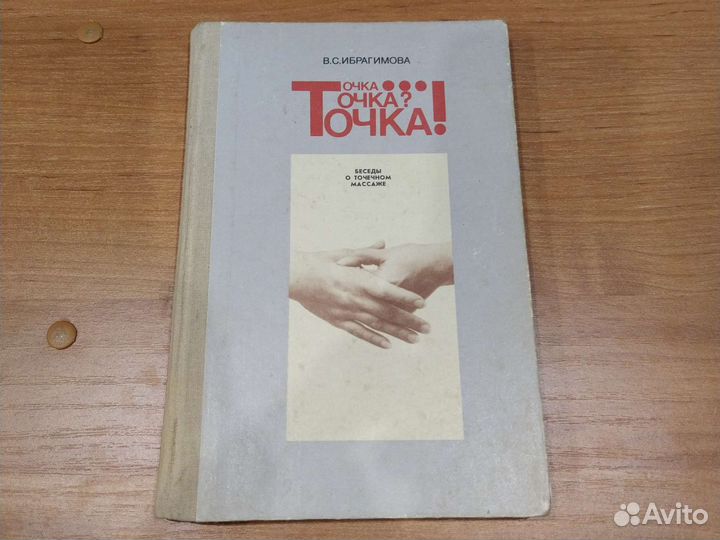 В.С.ИБРАГИМОВА
ТОЧКА...
ТОЧКА?
ТОЧКА!
БЕСЕДЫ
О ТОЧЕЧНОМ
МАССАЖЕ
Avito